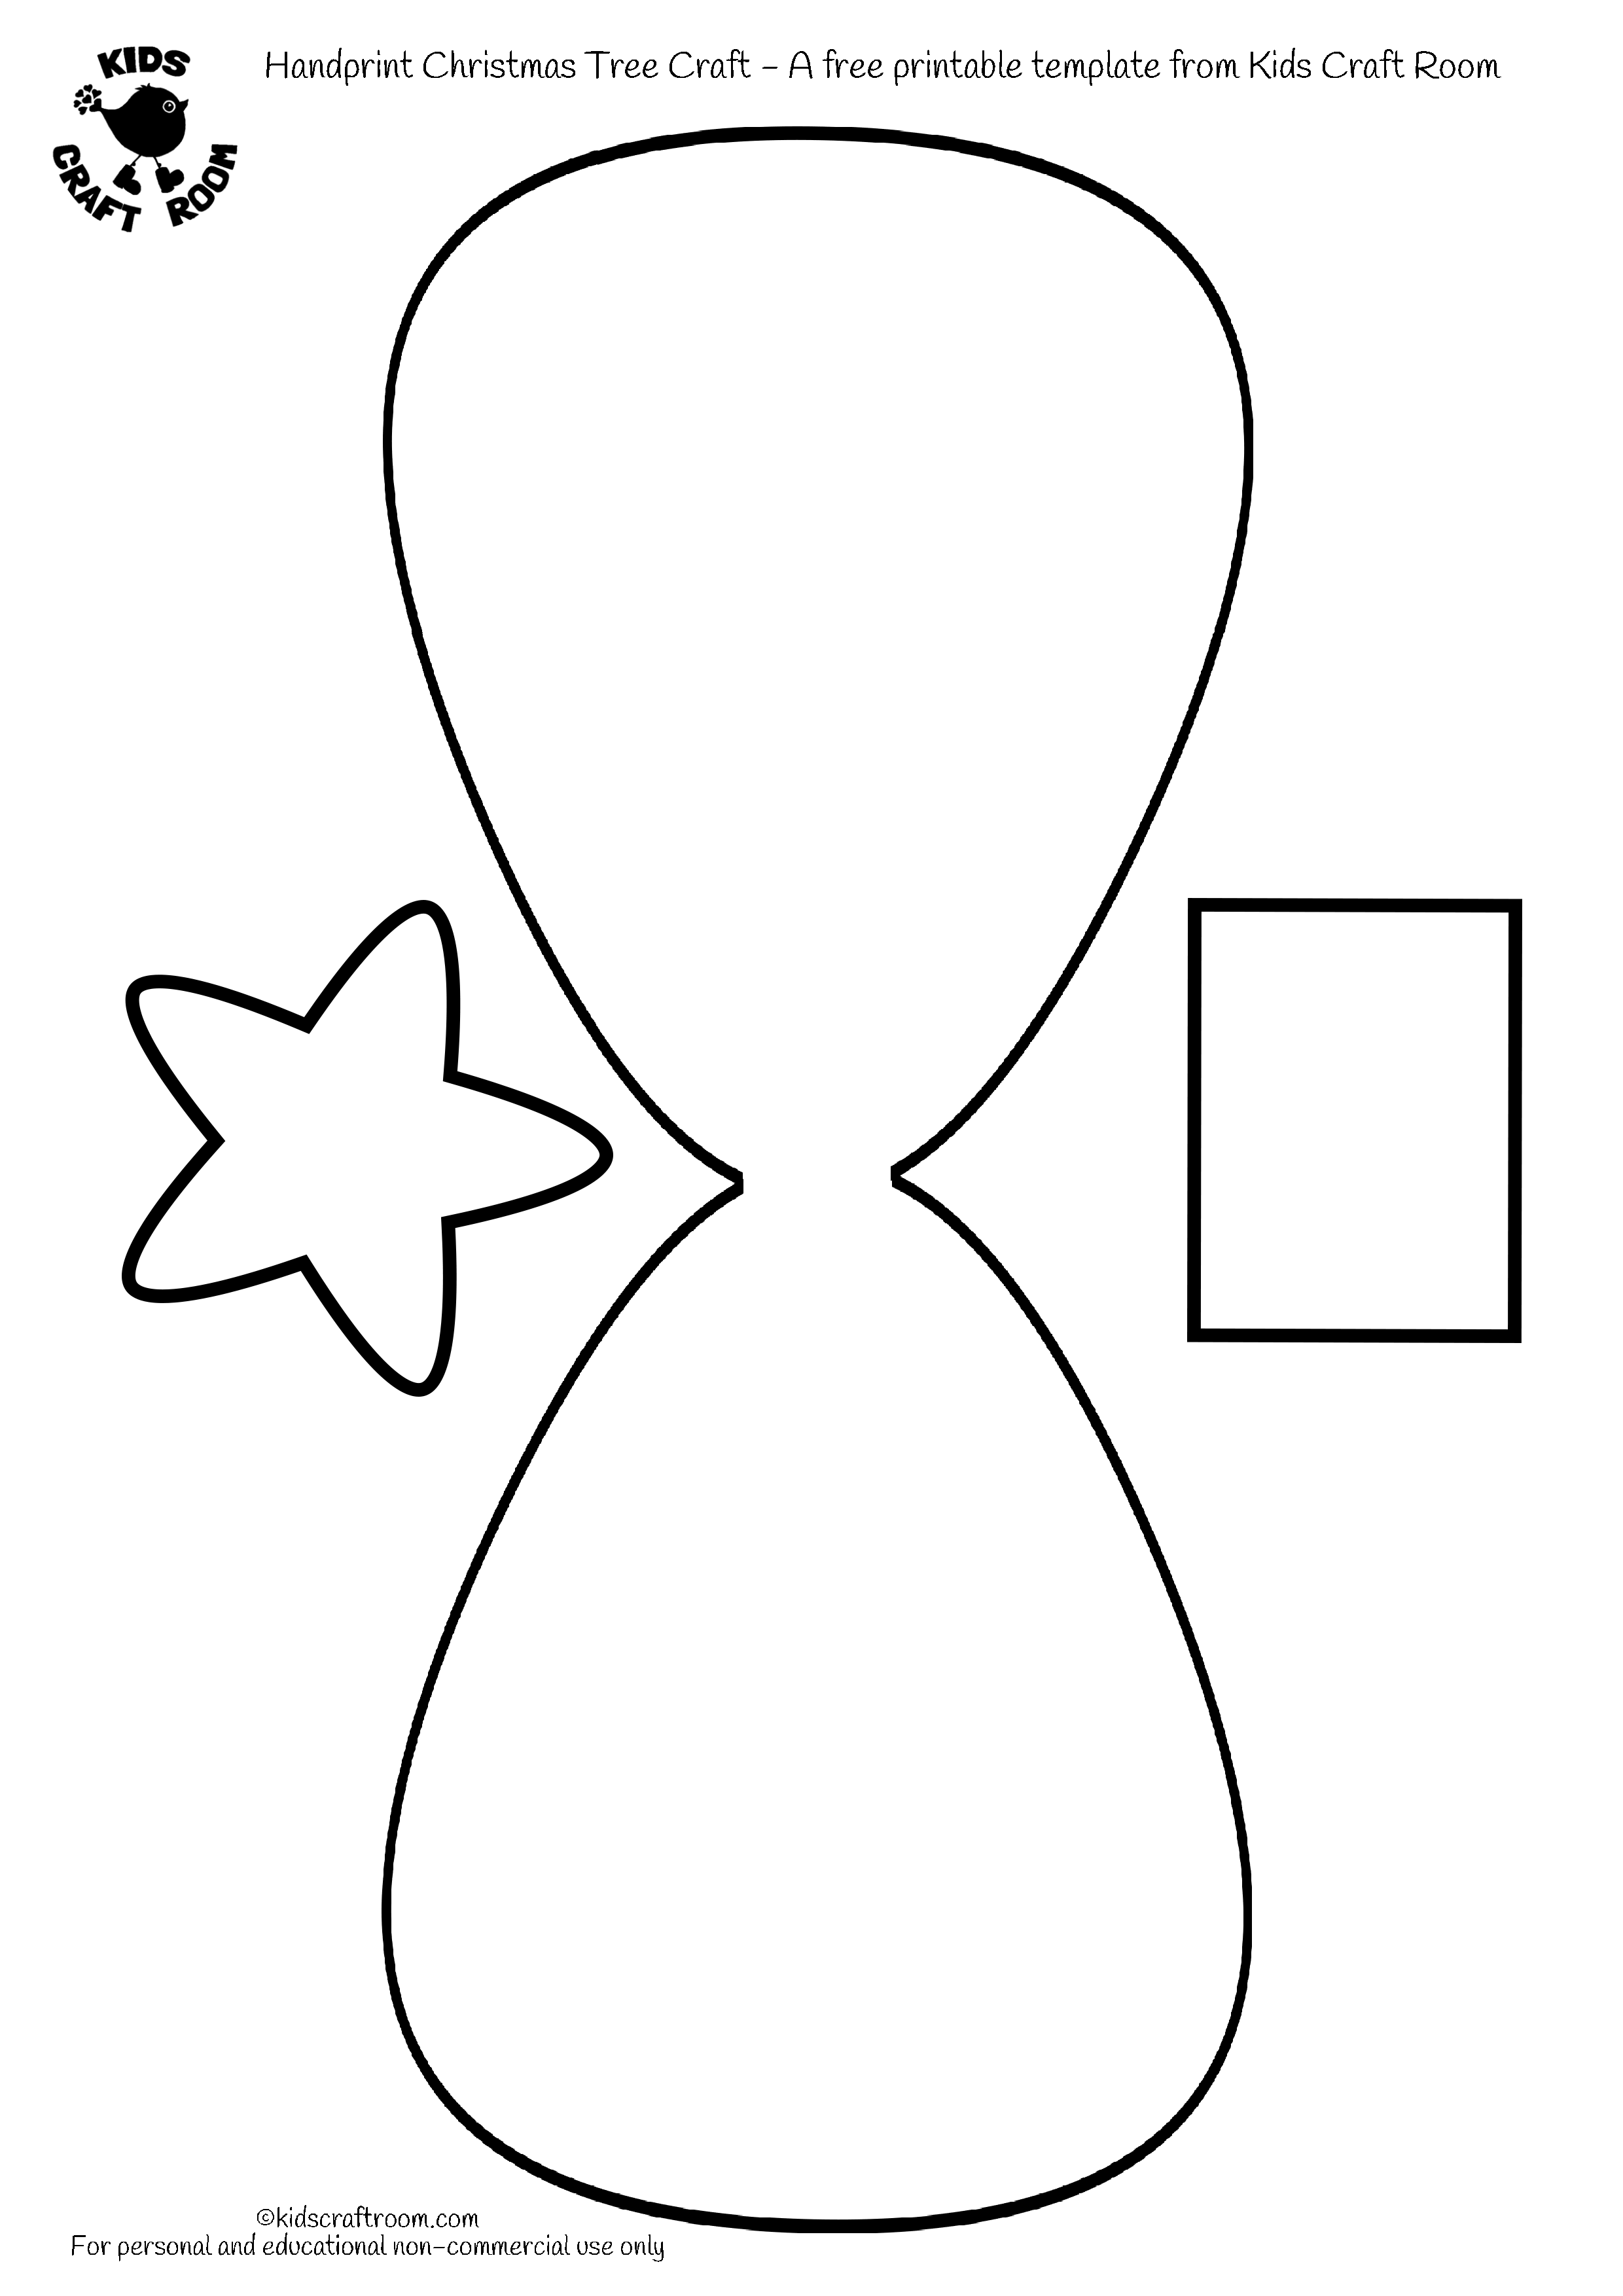 KIDS
CRAFT ROOM
Handprint Christmas Tree Craft - A free printable template from Kids Craft Room
©kidscraftroom.com
For personal and educational non-commercial use only